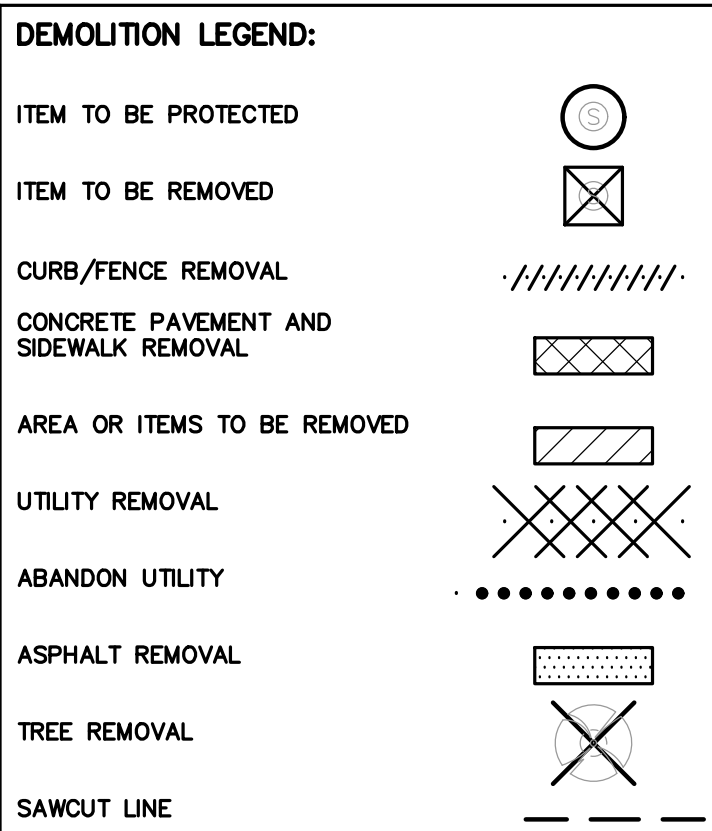 DEMOLITION LEGEND:
ITEM TO BE PROTECTED
S
ITEM TO BE REMOVED
CURB/FENCE REMOVAL
CONCRETE PAVEMENT AND
SIDEWALK REMOVAL
AREA OR ITEMS TO BE REMOVED
UTILITY REMOVAL
ABANDON UTILITY
ASPHALT REMOVAL
TREE REMOVAL
SAWCUT LINE